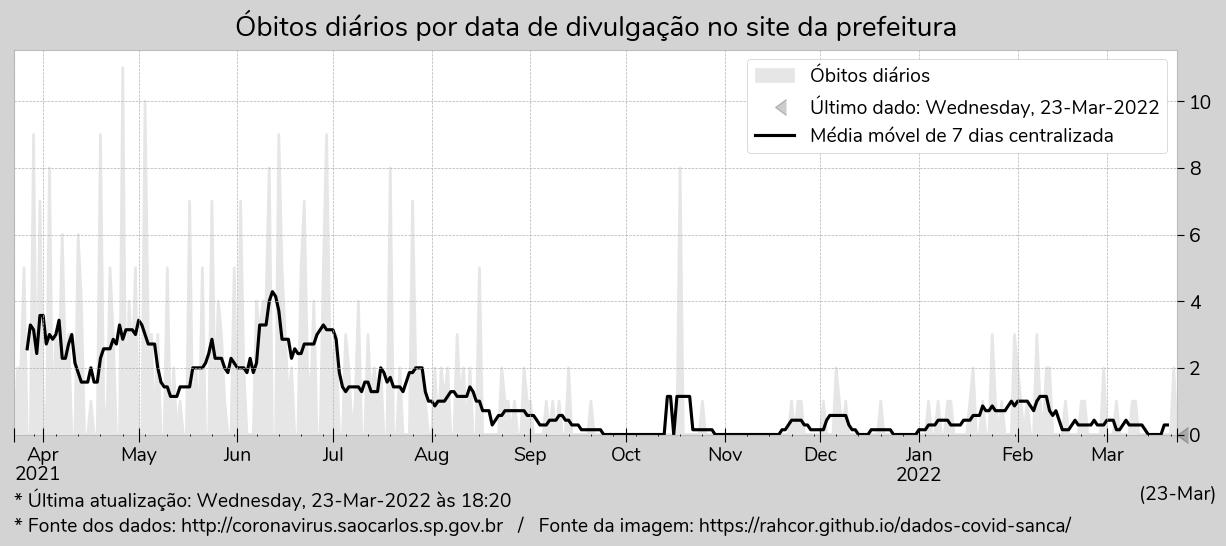 Óbitos diários por data de divulgação no site da prefeitura
Óbitos diários
Último dado: Wednesday, 23-Mar-2022
Média móvel de 7 dias centralizada
10
8
6
4
2
0
Apr May Jun Jul Aug Sep Oct Nov Dec Jan Feb Mar
2021 2022
(23-Mar)
* Última atualização: Wednesday, 23-Mar-2022 às 18:20
* Fonte dos dados: http://coronavirus.saocarlos.sp.gov.br / Fonte da imagem: https://rahcor.github.io/dados-covid-sanca/